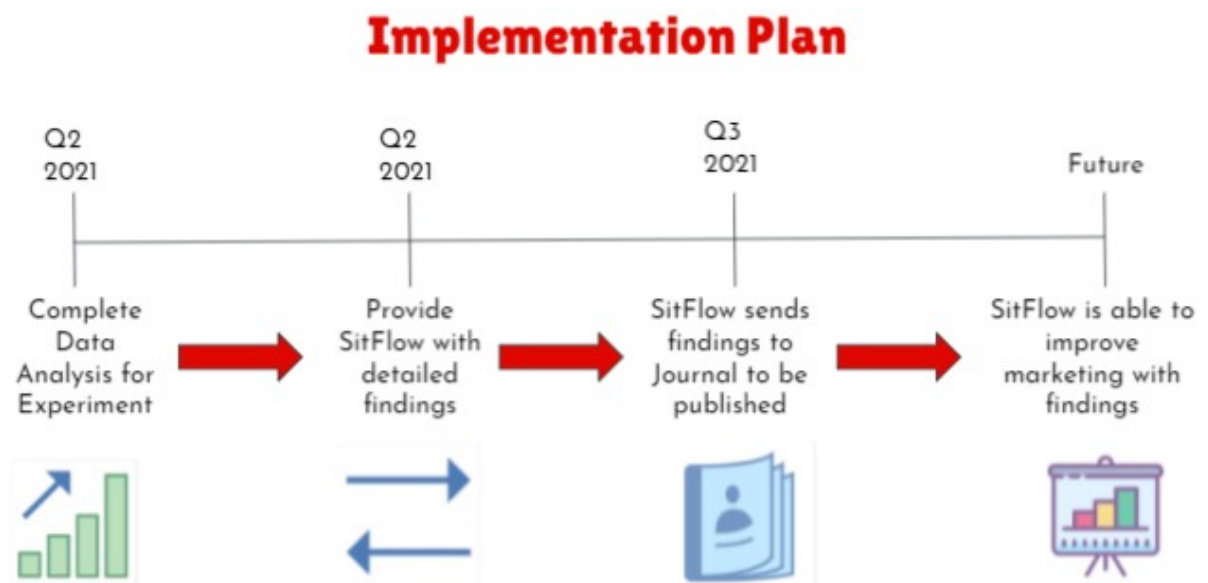 Implementation Plan
Q2
2021
Q2
2021
Q3
2021
Future
Complete
Data
Analysis for
Experiment
Provide
SitFlow with
detailed
findings
SitFlow sends
findings to
Journal to be
published
SitFlow is able to
improve
marketing with
findings